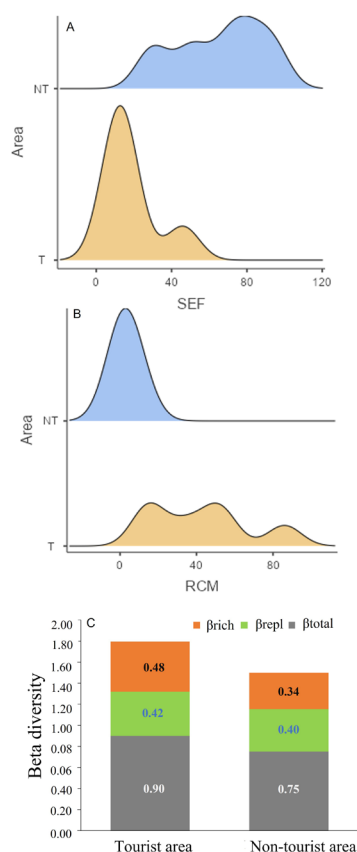 A
NT
T
Area
0 40 80 120
SEF
B
NT
T
Area
0 40 80
RCM
C
βrich βrepl βtotal
2.00
1.80
1.60
1.40
1.20
1.00
0.08
0.06
0.40
0.20
0.00
Beta diversity
0.48 0.34
0.42 0.40
0.90 0.75
Tourist area Non-tourist area